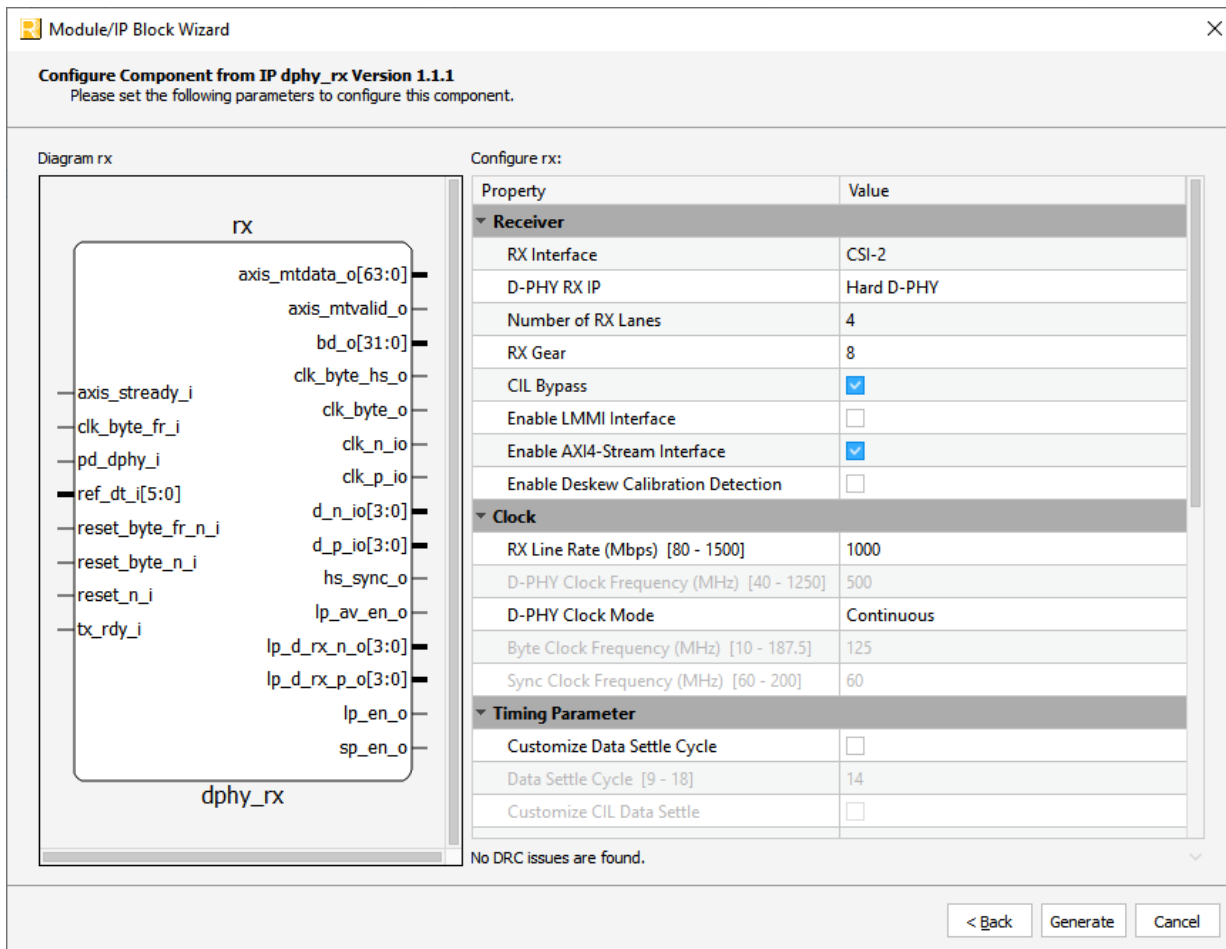 Module/IP Block Wizard
Configure Component from IP dphy_rx Version 1.1.1
Please set the following parameters to configure this component.
Diagram rx
rx
axis_stready_i
clk_byte_fr_i
pd_dphy_i
ref_dt_i[5:0]
reset_byte_fr_n_i
reset_byte_n_i
reset_n_i
tx_rdy_i
axis_mtdata_o[63:0]
axis_mtvalid_o
bd_o[31:0]
clk_byte_hs_o
clk_byte_o
clk_n_io
clk_p_io
d_n_io[3:0]
d_p_io[3:0]
hs_sync_o
lp_av_en_o
lp_d_rx_n_o[3:0]
lp_d_rx_p_o[3:0]
lp_en_o
sp_en_o
dphy_rx
Configure rx:
Property Value
Receiver
RX Interface CSI-2
D-PHY RX IP Hard D-PHY
Number of RX Lanes 4
RX Gear 8
CIL Bypass
Enable LMMI Interface
Enable AXI4-Stream Interface
Enable Deskew Calibration Detection
Clock
RX Line Rate (Mbps) [80 - 1500] 1000
D-PHY Clock Frequency (MHz) [40 - 1250] 500
D-PHY Clock Mode Continuous
Byte Clock Frequency (MHz) [10 - 187.5] 125
Sync Clock Frequency (MHz) [60 - 200] 60
Timing Parameter
Customize Data Settle Cycle
Data Settle Cycle [9 - 18] 14
Customize CIL Data Settle
No DRC issues are found.
< Back Generate Cancel